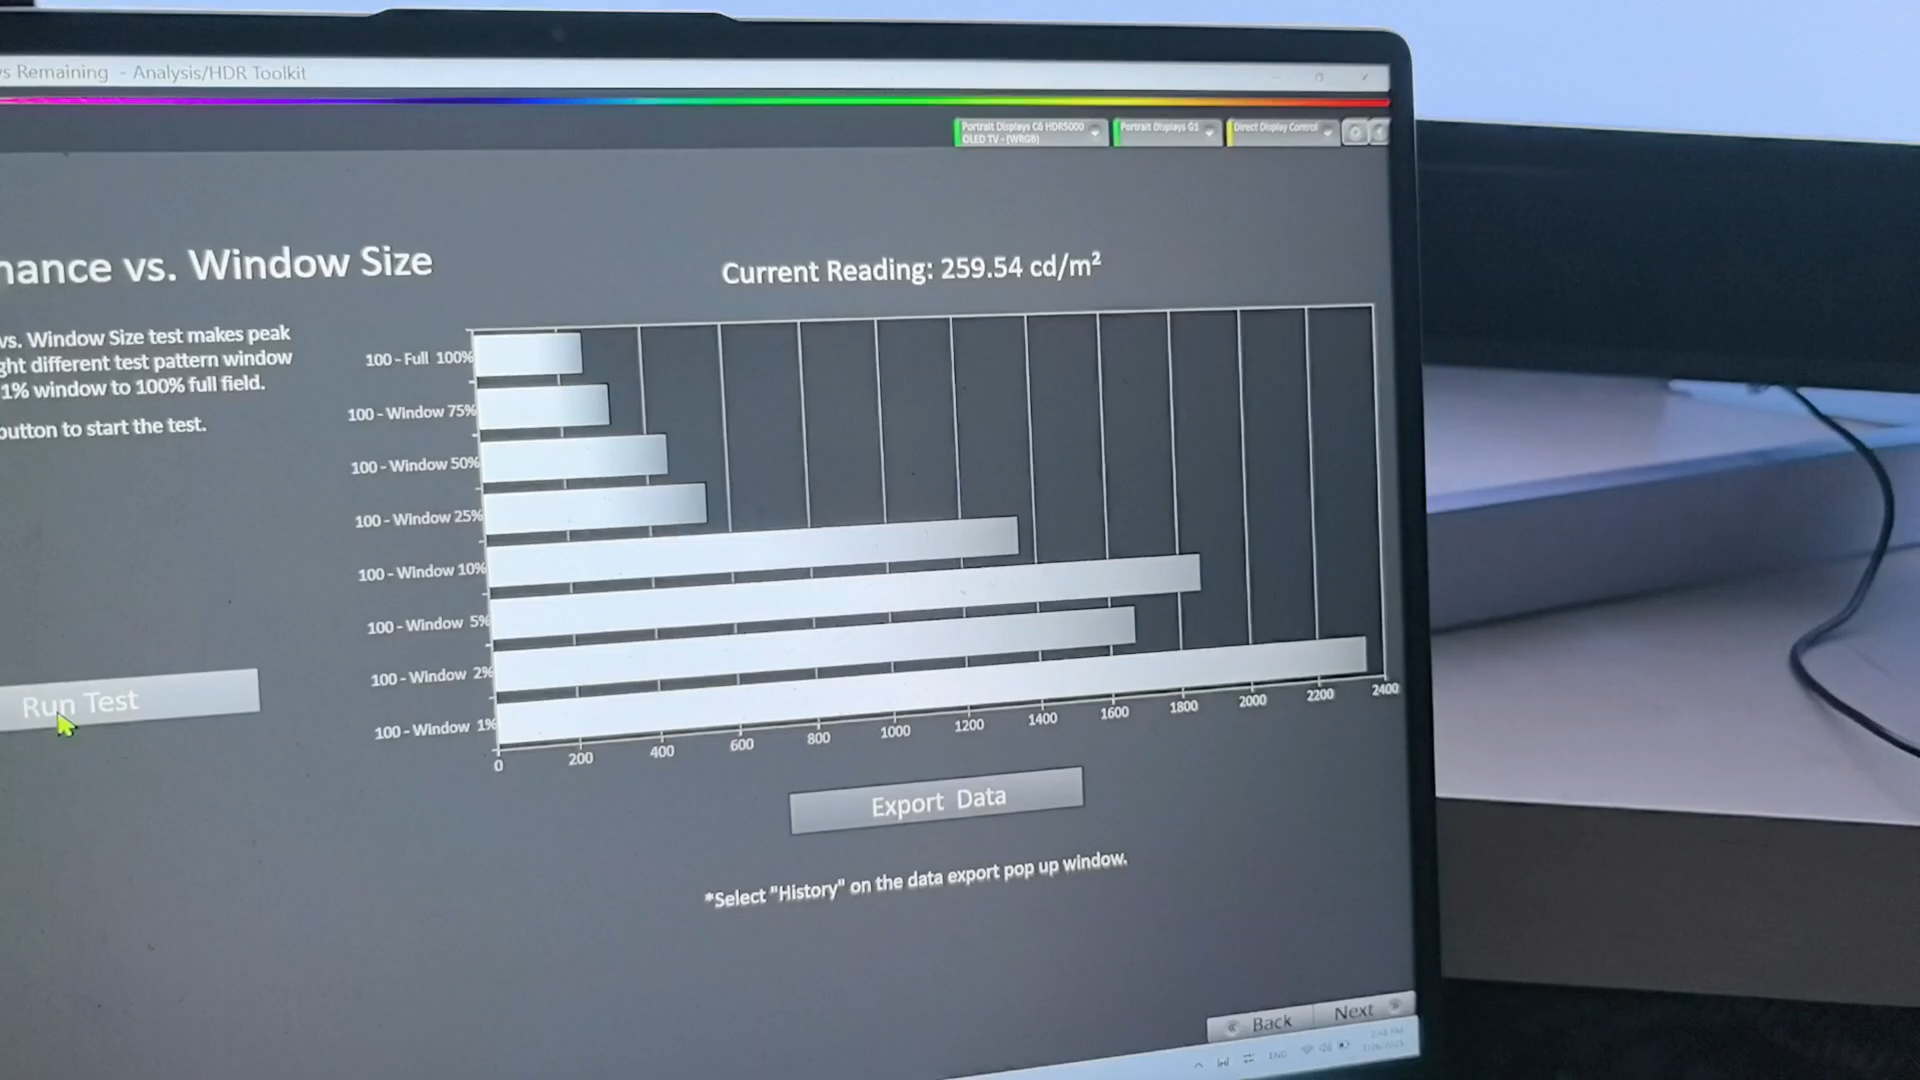 s Remaining - Analysis/HDR Toolkit
Portrait Displays C6 HDR5000
OLED TV - (WRGB)
Portrait Displays G1
Direct Display Control
nance vs. Window Size
Current Reading: 259.54 cd/m²
vs. Window Size test makes peak
ght different test pattern window
1% window to 100% full field.
button to start the test.
100 - Full 100%
100 - Window 75%
100 - Window 50%
100 - Window 25%
100 - Window 10%
100 - Window 5%
100 - Window 2%
100 - Window 1%
0 200 400 600 800 1000 1200 1400 1600 1800 2000 2200 2400
Run Test
Export Data
*Select "History" on the data export pop up window.
Back Next
ENG